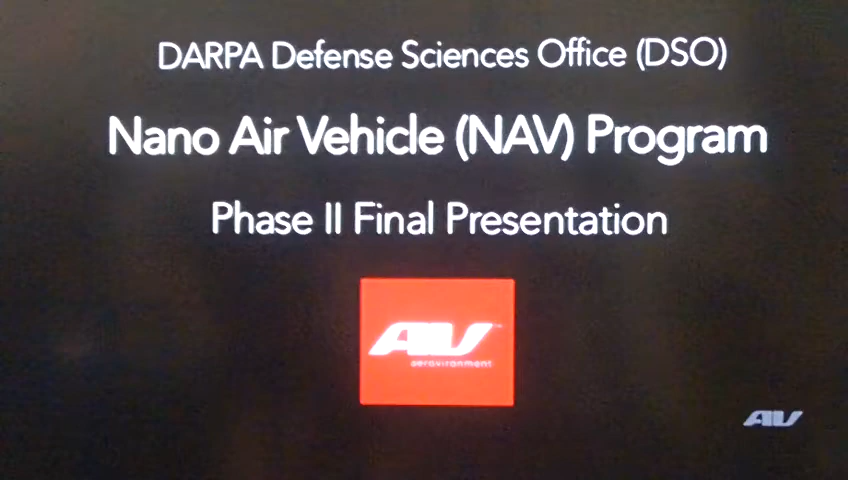 DARPA Defense Sciences Office (DSO)
Nano Air Vehicle (NAV) Program
Phase II Final Presentation
AV
aerovironment
AV